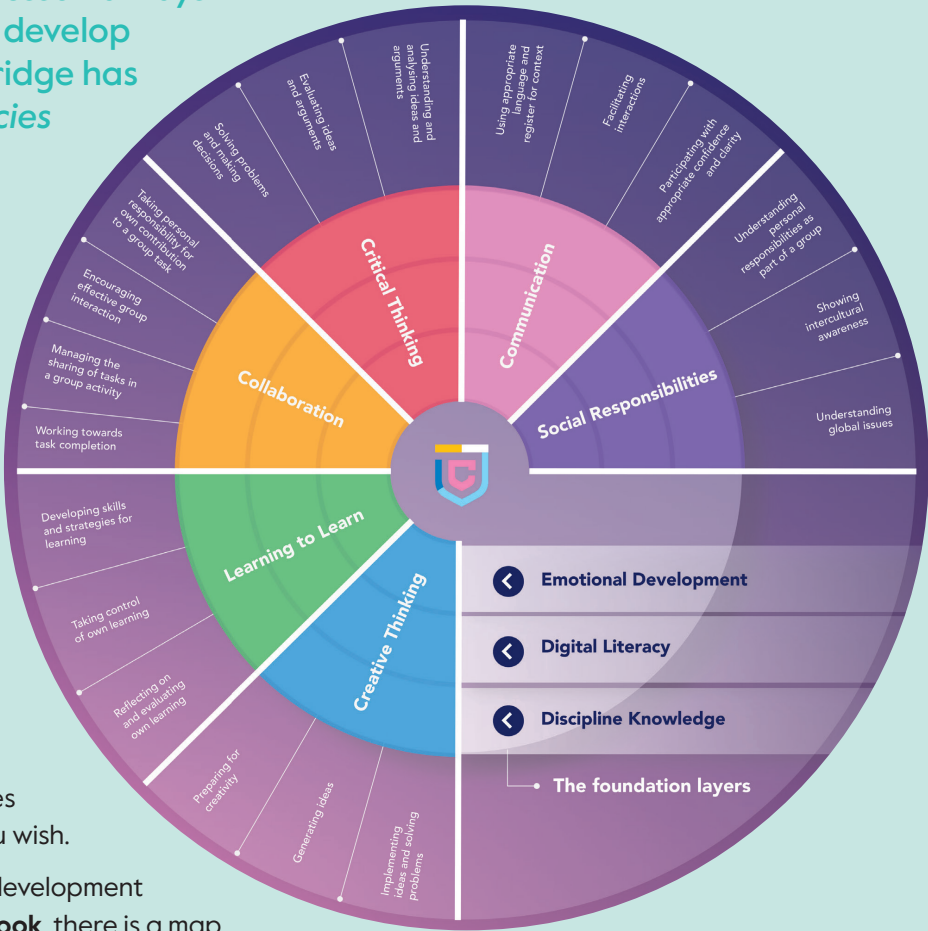 develop
ridge has
cies
Understanding and
analysing ideas and
arguments
Evaluating ideas
and arguments
Solving problems
and making
decisions
Using appropriate
language and
register for context
Facilitating
interactions
Participating with
appropriate confidence
and clarity
Understanding
personal
responsibilities as
part of a group
Showing
intercultural
awareness
Understanding
global issues
Taking personal
responsibility for
own contribution
to a group task
Encouraging
effective group
interaction
Managing the
sharing of tasks in
a group activity
Working towards
task completion
Critical Thinking
Communication
Collaboration
Social Responsibilities
Learning to Learn
Creative Thinking
Developing skills
and strategies for
learning
Taking control
of own learning
Reflecting on
and evaluating
own learning
Preparing for
creativity
Generating ideas
Implementing
ideas and solving
problems
Emotional Development
Digital Literacy
Discipline Knowledge
The foundation layers
es
u wish.
development
ook, there is a map